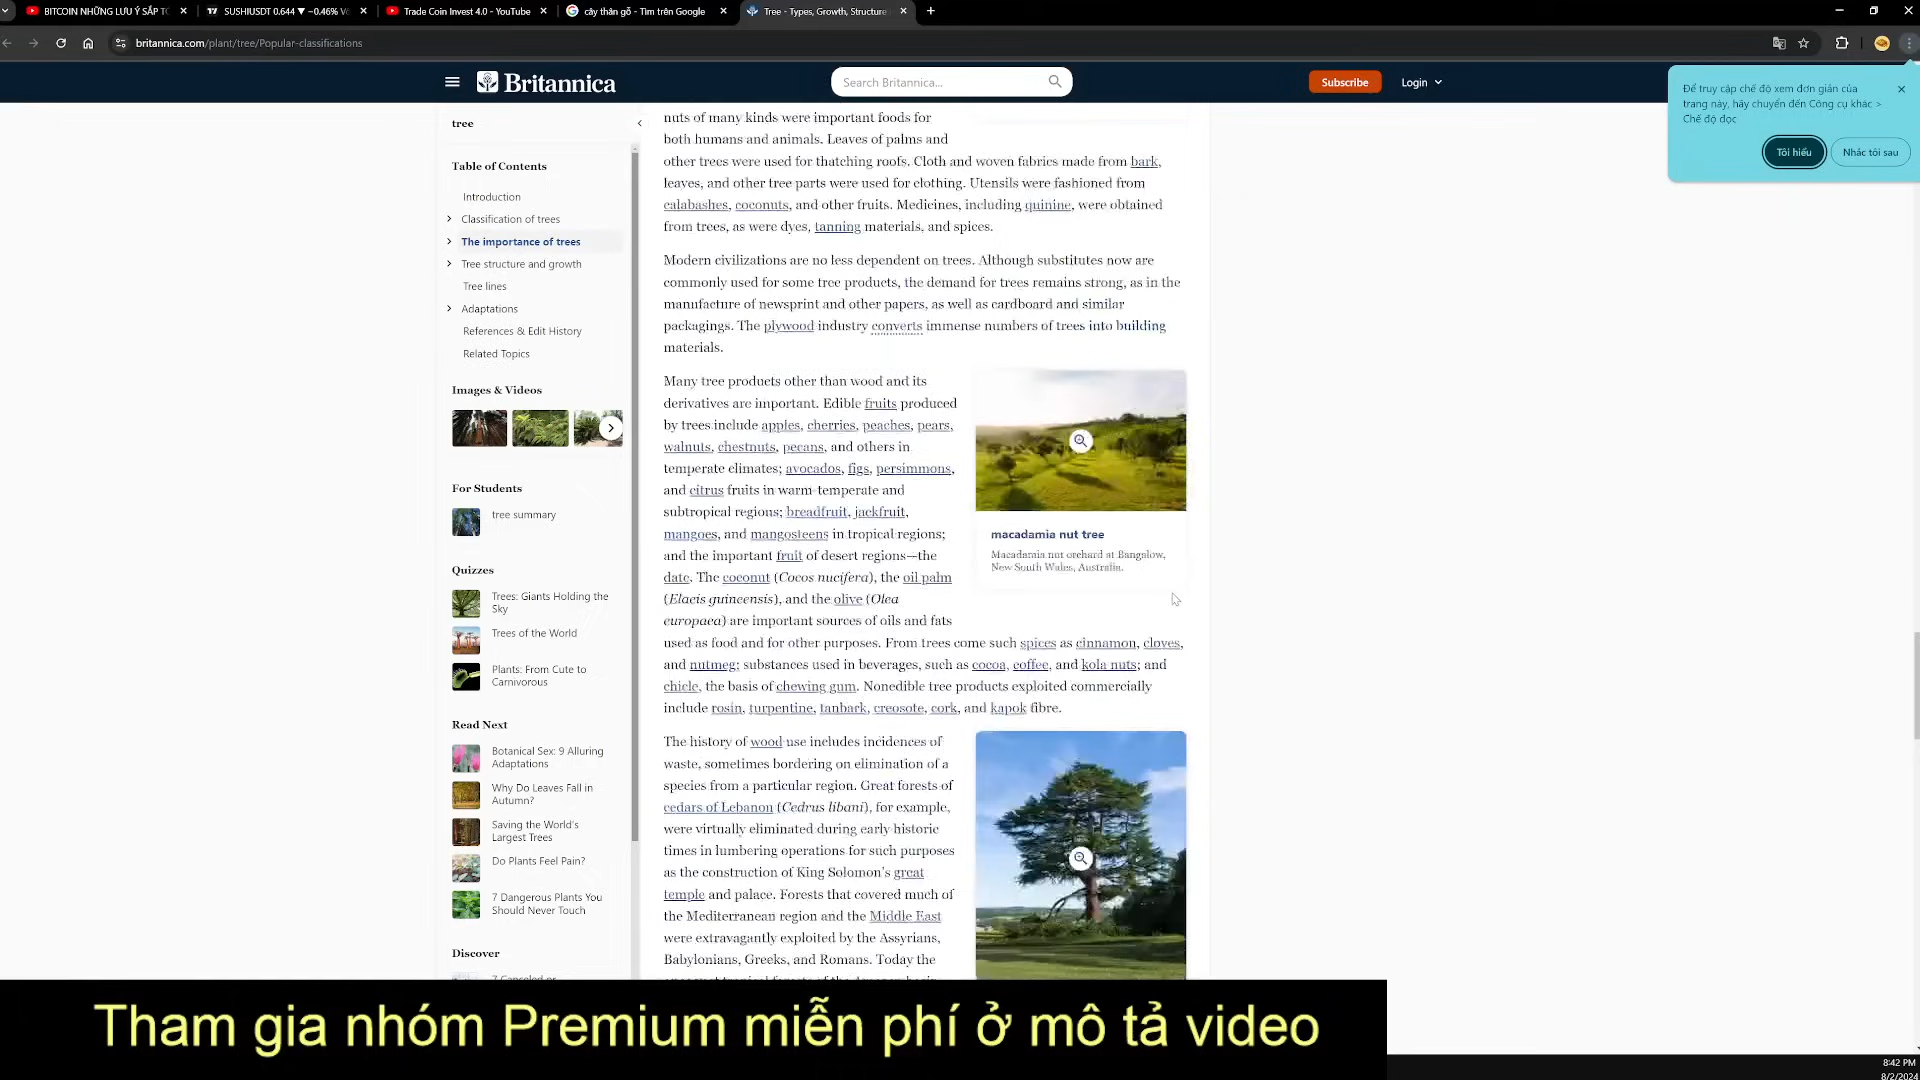 BITCOIN NHỮNG LƯU Ý SẮP TỚ
SUSHIUSDT 0.644 ▼ −0.46% Vô
Trade Coin Invest 4.0 - YouTube
cây thân gỗ - Tìm trên Google
Tree - Types, Growth, Structure
britannica.com/plant/tree/Popular-classifications
Britannica
Search Britannica...
Subscribe
Login
Để truy cập chế độ xem đơn giản của
trang này, hãy chuyển đến Công cụ khác >
Chế độ đọc
Tôi hiểu
Nhắc tôi sau
tree
Table of Contents
Introduction
Classification of trees
The importance of trees
Tree structure and growth
Tree lines
Adaptations
References & Edit History
Related Topics
Images & Videos
For Students
tree summary
Quizzes
Trees: Giants Holding the
Sky
Trees of the World
Plants: From Cute to
Carnivorous
Read Next
Botanical Sex: 9 Alluring
Adaptations
Why Do Leaves Fall in
Autumn?
Saving the World's
Largest Trees
Do Plants Feel Pain?
7 Dangerous Plants You
Should Never Touch
Discover
nuts of many kinds were important foods for
both humans and animals. Leaves of palms and
other trees were used for thatching roofs. Cloth and woven fabrics made from bark,
leaves, and other tree parts were used for clothing. Utensils were fashioned from
calabashes, coconuts, and other fruits. Medicines, including quinine, were obtained
from trees, as were dyes, tanning materials, and spices.
Modern civilizations are no less dependent on trees. Although substitutes now are
commonly used for some tree products, the demand for trees remains strong, as in the
manufacture of newsprint and other papers, as well as cardboard and similar
packagings. The plywood industry converts immense numbers of trees into building
materials.
Many tree products other than wood and its
derivatives are important. Edible fruits produced
by trees include apples, cherries, peaches, pears,
walnuts, chestnuts, pecans, and others in
temperate climates; avocados, figs, persimmons,
and citrus fruits in warm-temperate and
subtropical regions; breadfruit, jackfruit,
mangoes, and mangosteens in tropical regions;
and the important fruit of desert regions—the
date. The coconut (Cocos nucifera), the oil palm
(Elaeis guineensis), and the olive (Olea
europaea) are important sources of oils and fats
used as food and for other purposes. From trees come such spices as cinnamon, cloves,
and nutmeg; substances used in beverages, such as cocoa, coffee, and kola nuts; and
chicle, the basis of chewing gum. Nonedible tree products exploited commercially
include rosin, turpentine, tanbark, creosote, cork, and kapok fibre.
macadamia nut tree
Macadamia nut orchard at Bangalow,
New South Wales, Australia.
The history of wood use includes incidences of
waste, sometimes bordering on elimination of a
species from a particular region. Great forests of
cedars of Lebanon (Cedrus libani), for example,
were virtually eliminated during early historic
times in lumbering operations for such purposes
as the construction of King Solomon's great
temple and palace. Forests that covered much of
the Mediterranean region and the Middle East
were extravagantly exploited by the Assyrians,
Babylonians, Greeks, and Romans. Today the
Tham gia nhóm Premium miễn phí ở mô tả video
8:42 PM
8/2/2024